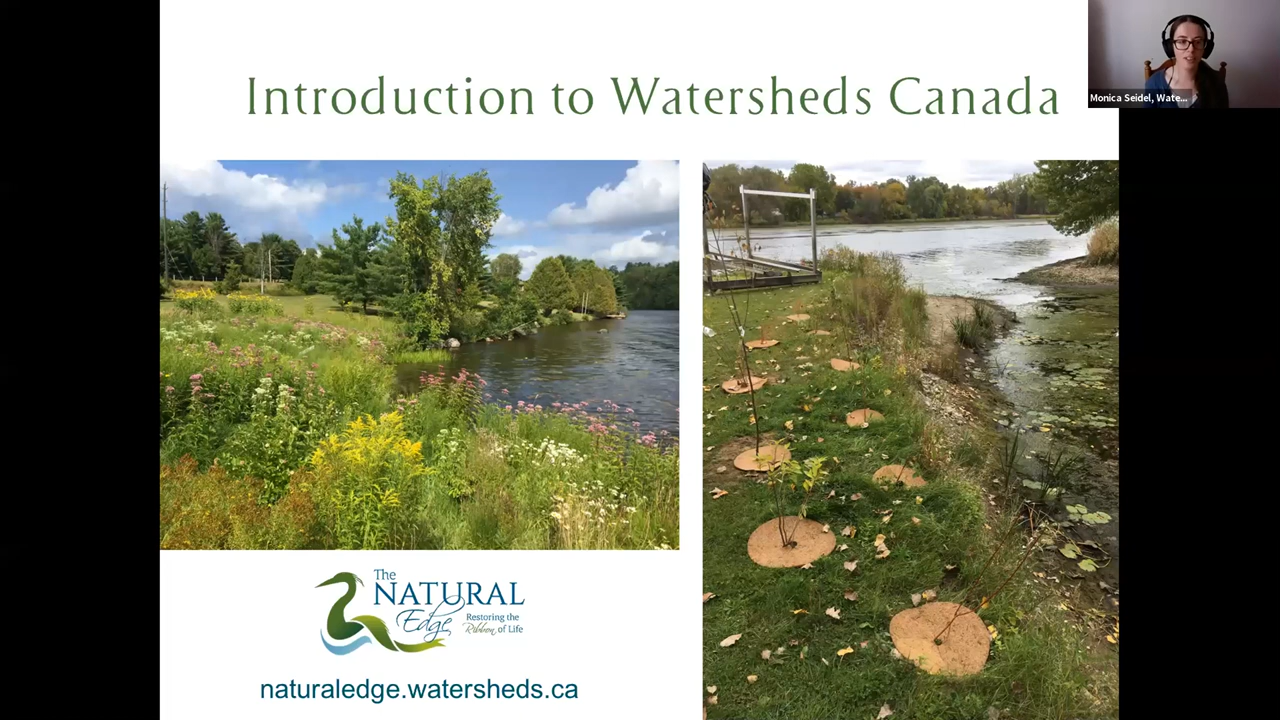 Introduction to Watersheds Canada
Monica Seidel, Wate...
The
NATURAL
Edge
Restoring the
Ribbon of Life
naturaledge.watersheds.ca